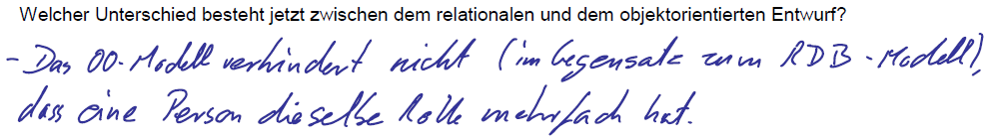 Welcher Unterschied besteht jetzt zwischen dem relationalen und dem objektorientierten Entwurf?
- Das OO-Modell verhindert nicht (im Gegensatz zum RDB-Modell),
dass eine Person dieselbe Rolle mehrfach hat.